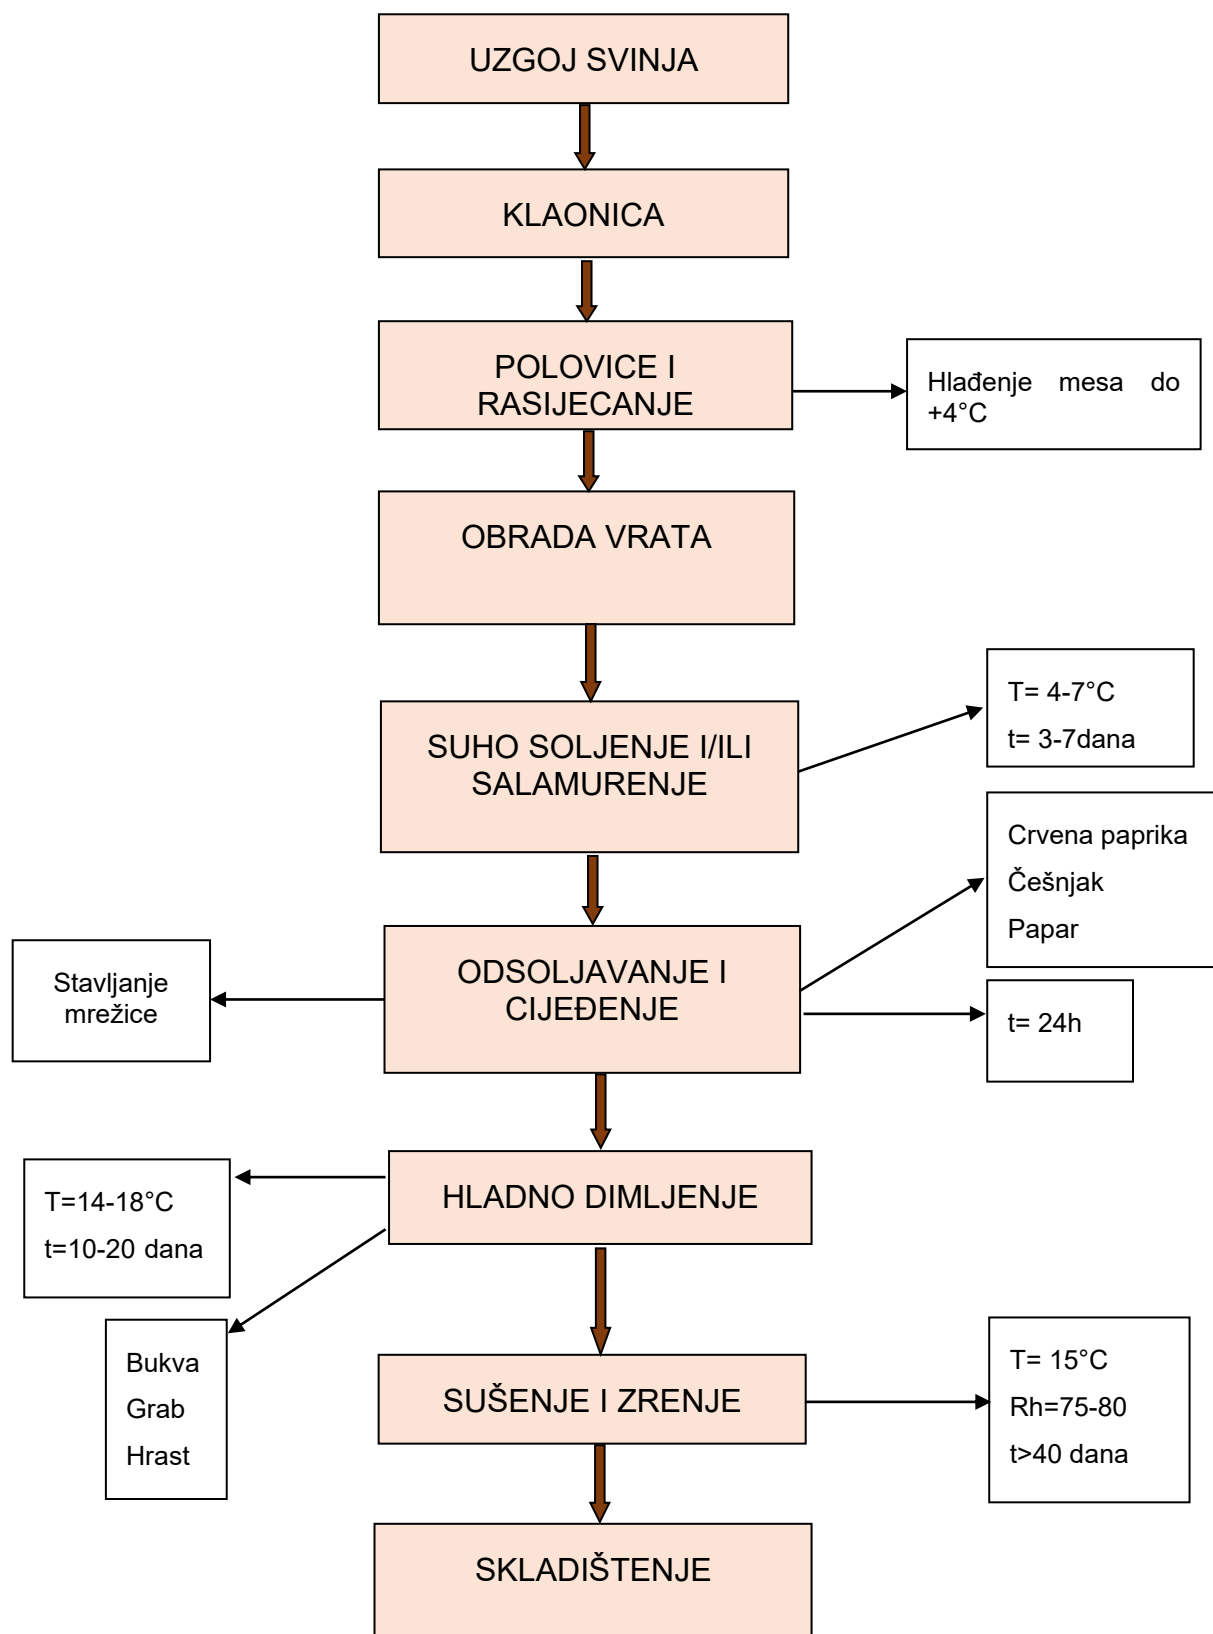 UZGOJ SVINJA
KLAONICA
POLOVICE I
RASIJECANJE
Hlađenje mesa do
+4°C
OBRADA VRATA
SUHO SOLJENJE I/ILI
SALAMURENJE
T= 4-7°C
t= 3-7dana
Crvena paprika
Češnjak
Papar
ODSOLJAVANJE I
CIJEĐENJE
Stavljanje
mrežice
t= 24h
HLADNO DIMLJENJE
T=14-18°C
t=10-20 dana
Bukva
Grab
Hrast
SUŠENJE I ZRENJE
T= 15°C
Rh=75-80
t>40 dana
SKLADIŠTENJE